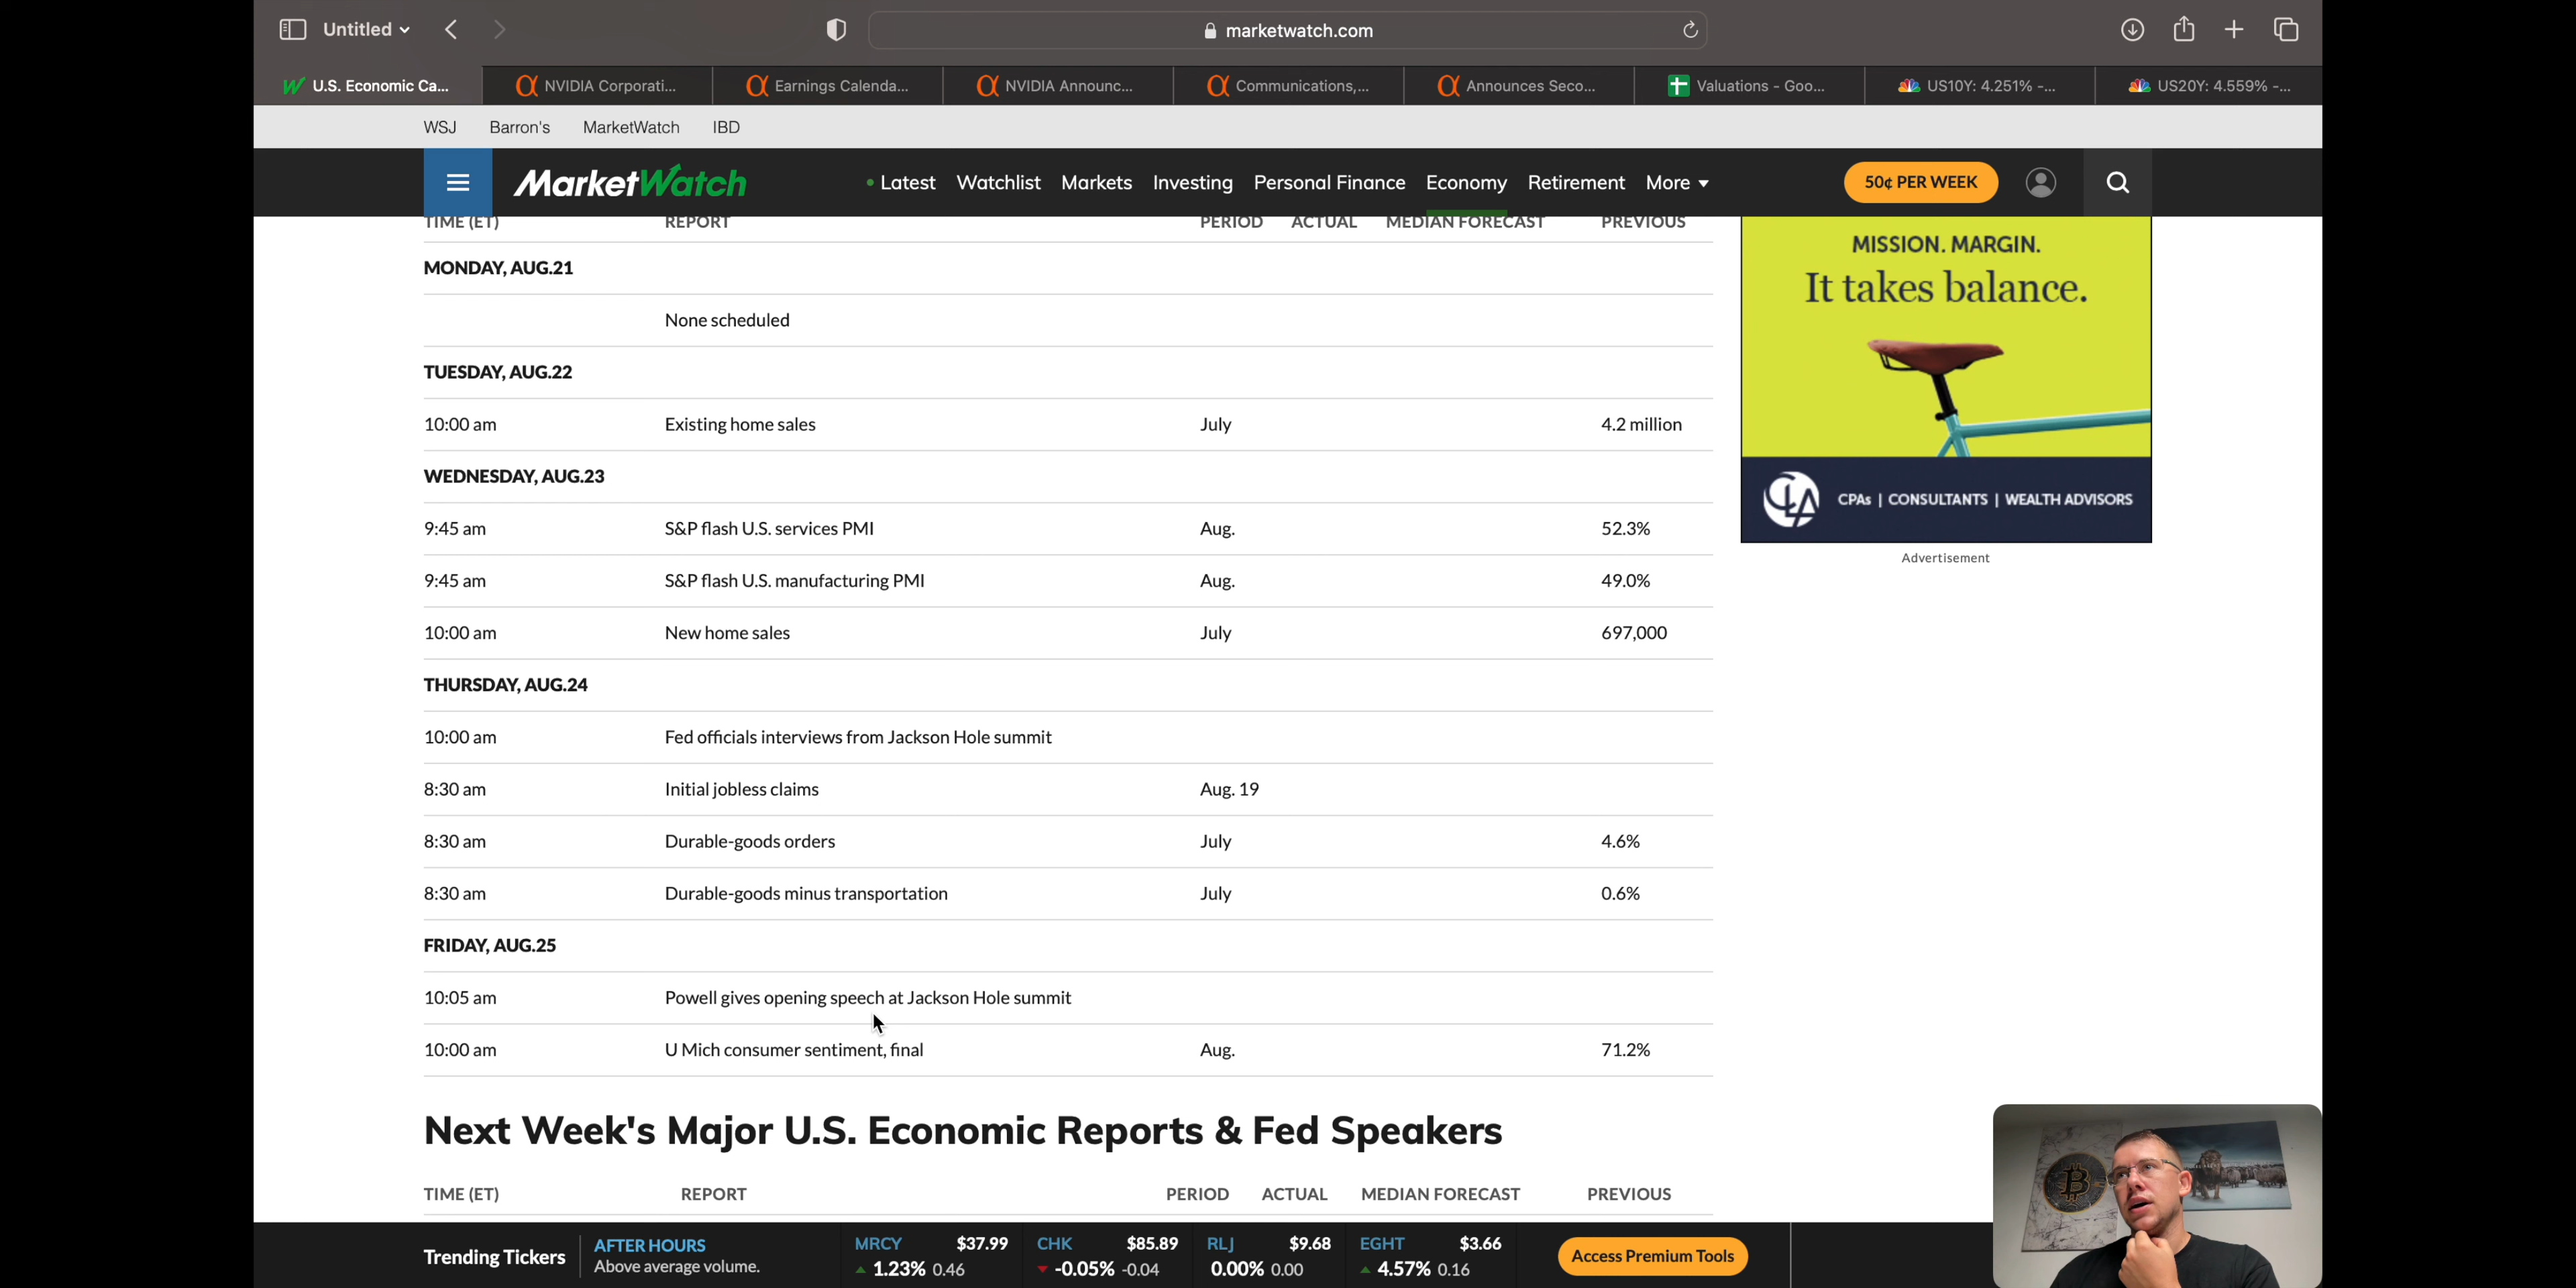 Untitled
marketwatch.com
U.S. Economic Ca...
NVIDIA Corporati...
Earnings Calenda...
NVIDIA Announc...
Communications,...
Announces Seco...
Valuations - Goo...
US10Y: 4.251% -...
US20Y: 4.559% -...
WSJ Barron's MarketWatch IBD
MarketWatch
Latest Watchlist Markets Investing Personal Finance Economy Retirement More
50¢ PER WEEK
TIME (ET) REPORT PERIOD ACTUAL MEDIAN FORECAST PREVIOUS
MONDAY, AUG.21
None scheduled
TUESDAY, AUG.22
10:00 am Existing home sales July 4.2 million
WEDNESDAY, AUG.23
9:45 am S&P flash U.S. services PMI Aug. 52.3%
9:45 am S&P flash U.S. manufacturing PMI Aug. 49.0%
10:00 am New home sales July 697,000
THURSDAY, AUG.24
10:00 am Fed officials interviews from Jackson Hole summit
8:30 am Initial jobless claims Aug. 19
8:30 am Durable-goods orders July 4.6%
8:30 am Durable-goods minus transportation July 0.6%
FRIDAY, AUG.25
10:05 am Powell gives opening speech at Jackson Hole summit
10:00 am U Mich consumer sentiment, final Aug. 71.2%
MISSION. MARGIN.
It takes balance.
CLA
CPAs | CONSULTANTS | WEALTH ADVISORS
Advertisement
Next Week's Major U.S. Economic Reports & Fed Speakers
TIME (ET) REPORT PERIOD ACTUAL MEDIAN FORECAST PREVIOUS
Trending Tickers
AFTER HOURS
Above average volume.
MRCY $37.99
1.23% 0.46
CHK $85.89
-0.05% -0.04
RLJ $9.68
0.00% 0.00
EGHT $3.66
4.57% 0.16
Access Premium Tools